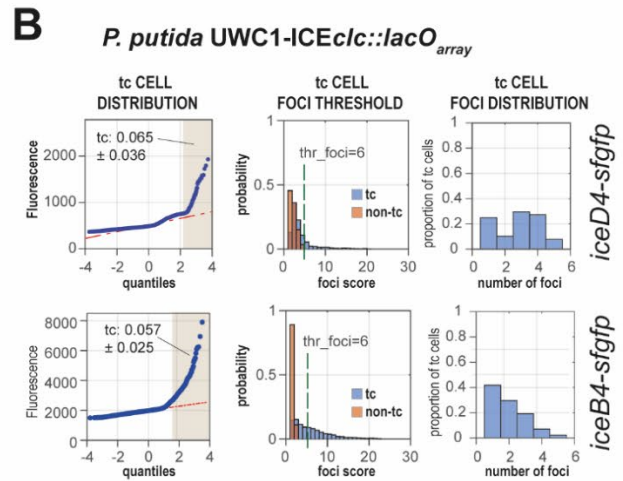 B
P. putida UWC1-ICEclc::lacOarray
tc CELL
DISTRIBUTION
tc CELL
FOCI THRESHOLD
tc CELL
FOCI DISTRIBUTION
Fluorescence
2000
1000
0
tc: 0.065
± 0.036
-4 -2 0 2 4
quantiles
probability
1
0.5
0
thr_foci=6
tc
non-tc
0 10 20 30
foci score
proportion of tc cells
1
0.8
0.6
0.4
0.2
0
0 2 4 6
number of foci
iceD4-sfgfp
Fluorescence
8000
6000
4000
2000
0
tc: 0.057
± 0.025
-4 -2 0 2 4
quantiles
probability
1
0.5
0
thr_foci=6
tc
non-tc
0 10 20 30
foci score
proportion of tc cells
1
0.8
0.6
0.4
0.2
0
0 2 4 6
number of foci
iceB4-sfgfp